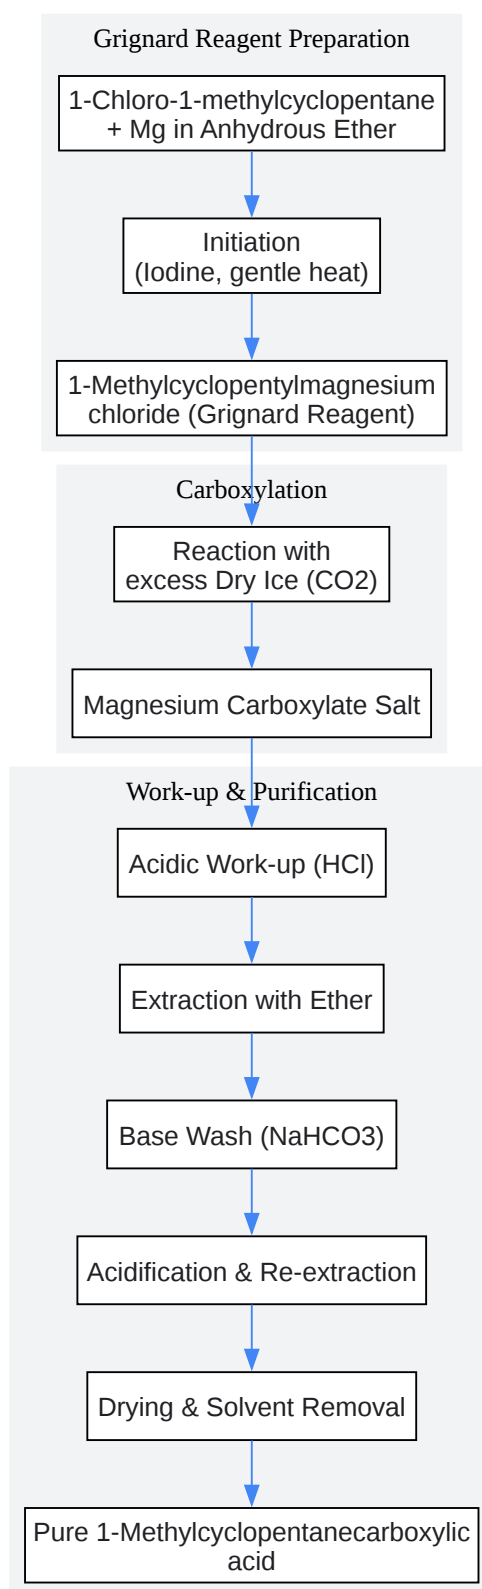 Grignard Reagent Preparation
1-Chloro-1-methylcyclopentane
+ Mg in Anhydrous Ether
Initiation
(Iodine, gentle heat)
1-Methylcyclopentylmagnesium
chloride (Grignard Reagent)
Carboxylation
Reaction with
excess Dry Ice (CO2)
Magnesium Carboxylate Salt
Work-up & Purification
Acidic Work-up (HCl)
Extraction with Ether
Base Wash (NaHCO3)
Acidification & Re-extraction
Drying & Solvent Removal
Pure 1-Methylcyclopentanecarboxylic
acid